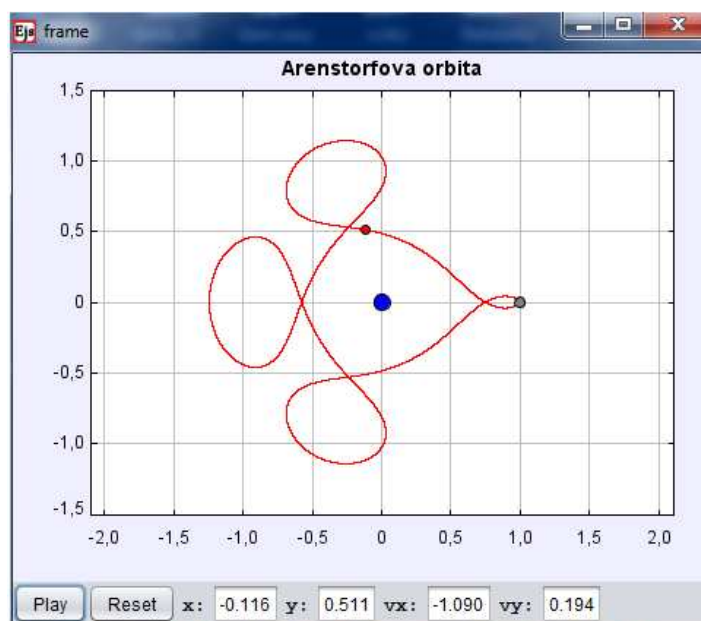 Ejs frame
Arenstorfova orbita
1,5
1,0
0,5
0
-0,5
-1,0
-1,5
-2,0 -1,5 -1,0 -0,5 0 0,5 1,0 1,5 2,0
Play Reset x: -0.116 y: 0.511 vx: -1.090 vy: 0.194